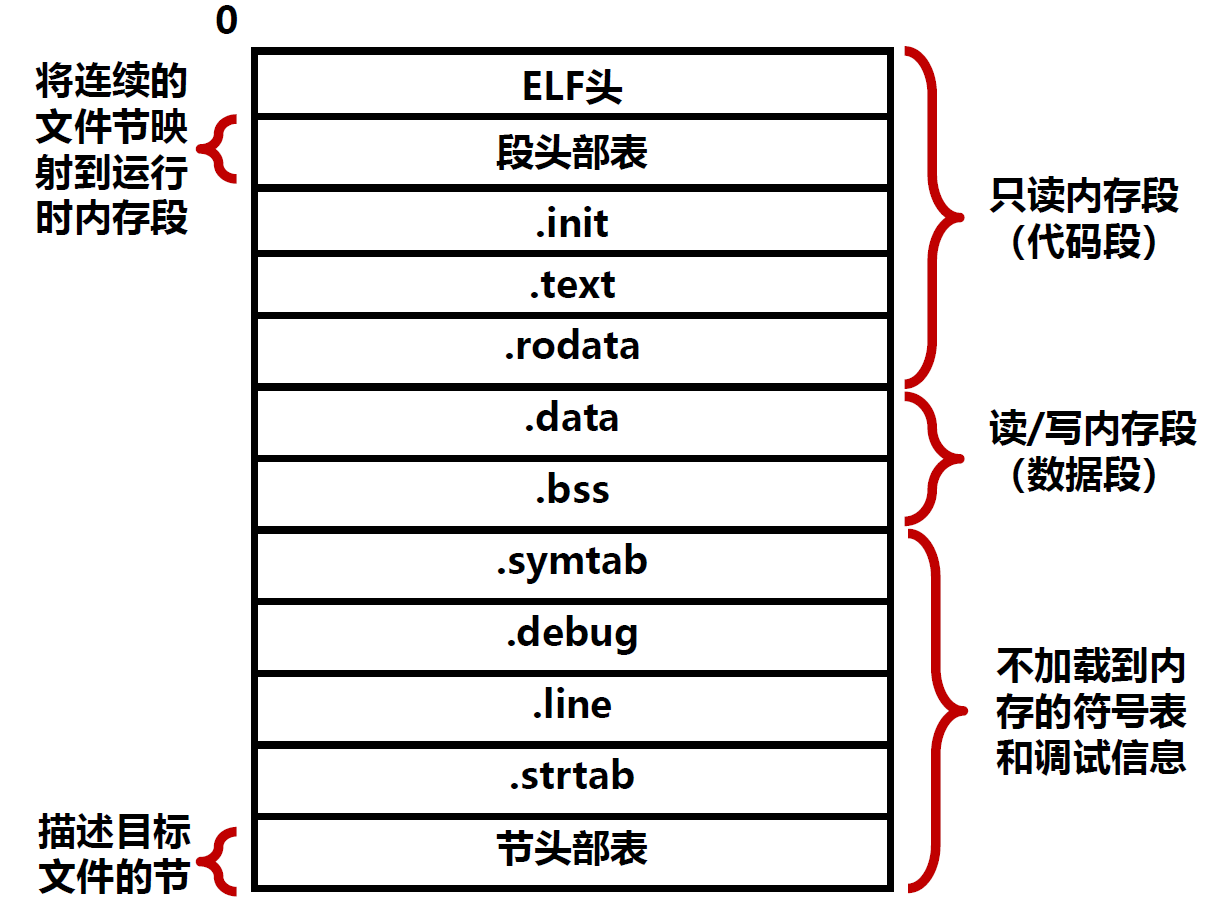 0
将连续的
文件节映
射到运行
时内存段
ELF头
段头部表
.init
.text
.rodata
只读内存段
（代码段）
.data
.bss
读/写内存段
（数据段）
.symtab
.debug
.line
.strtab
不加载到内
存的符号表
和调试信息
描述目标
文件的节
节头部表